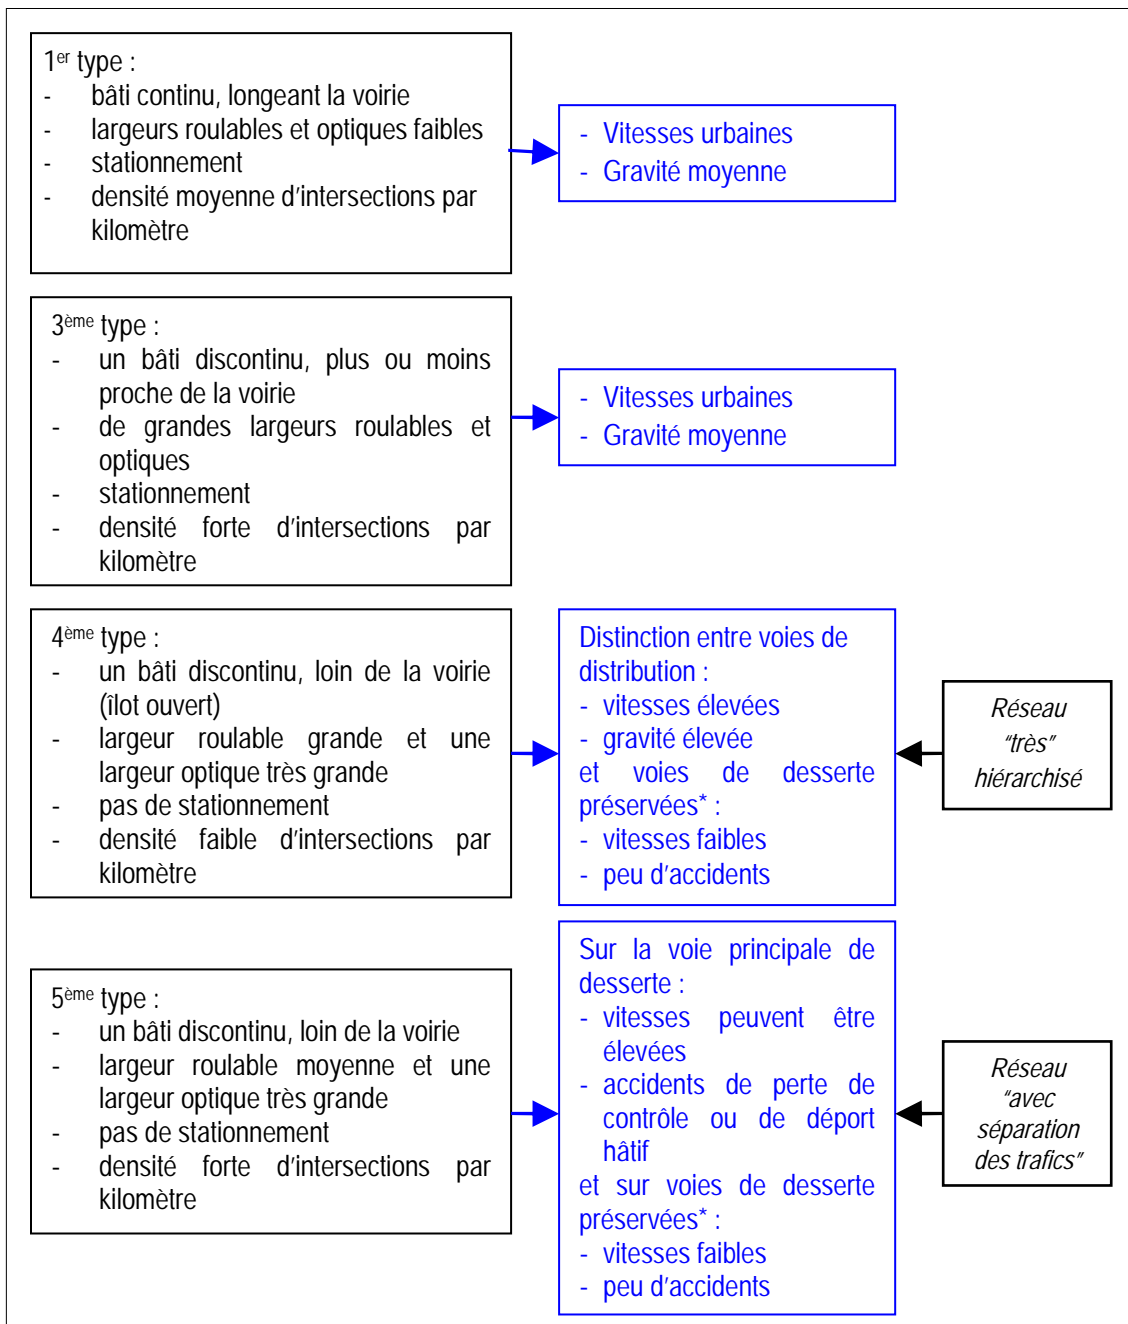 1er type :
- bâti continu, longeant la voirie
- largeurs roulables et optiques faibles
- stationnement
- densité moyenne d'intersections par
kilomètre
- Vitesses urbaines
- Gravité moyenne
3ème type :
- un bâti discontinu, plus ou moins
proche de la voirie
- de grandes largeurs roulables et
optiques
- stationnement
- densité forte d'intersections par
kilomètre
- Vitesses urbaines
- Gravité moyenne
4ème type :
- un bâti discontinu, loin de la voirie
(îlot ouvert)
- largeur roulable grande et une
largeur optique très grande
- pas de stationnement
- densité faible d'intersections par
kilomètre
Distinction entre voies de
distribution :
- vitesses élevées
- gravité élevée
et voies de desserte
préservées* :
- vitesses faibles
- peu d'accidents
Réseau
"très"
hiérarchisé
5ème type :
- un bâti discontinu, loin de la voirie
- largeur roulable moyenne et une
largeur optique très grande
- pas de stationnement
- densité forte d'intersections par
kilomètre
Sur la voie principale de
desserte :
- vitesses peuvent être
élevées
- accidents de perte de
contrôle ou de déport
hâtif
et sur voies de desserte
préservées* :
- vitesses faibles
- peu d'accidents
Réseau
"avec
séparation
des trafics"